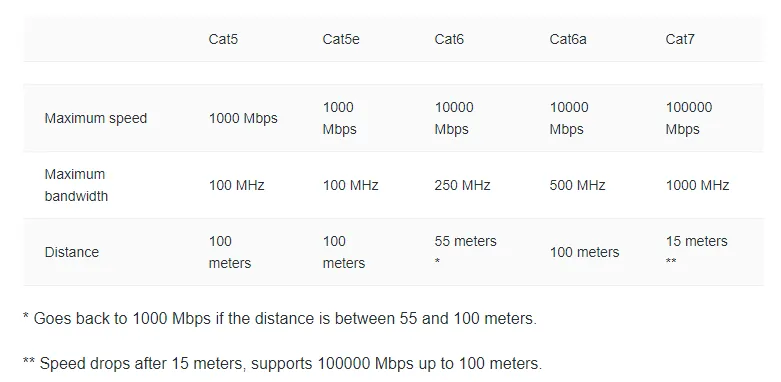 Cat5 Cat5e Cat6 Cat6a Cat7
Maximum speed 1000 Mbps 1000 Mbps 10000 Mbps 10000 Mbps 100000 Mbps
Maximum bandwidth 100 MHz 100 MHz 250 MHz 500 MHz 1000 MHz
Distance 100 meters 100 meters 55 meters * 100 meters 15 meters **
* Goes back to 1000 Mbps if the distance is between 55 and 100 meters.
** Speed drops after 15 meters, supports 100000 Mbps up to 100 meters.